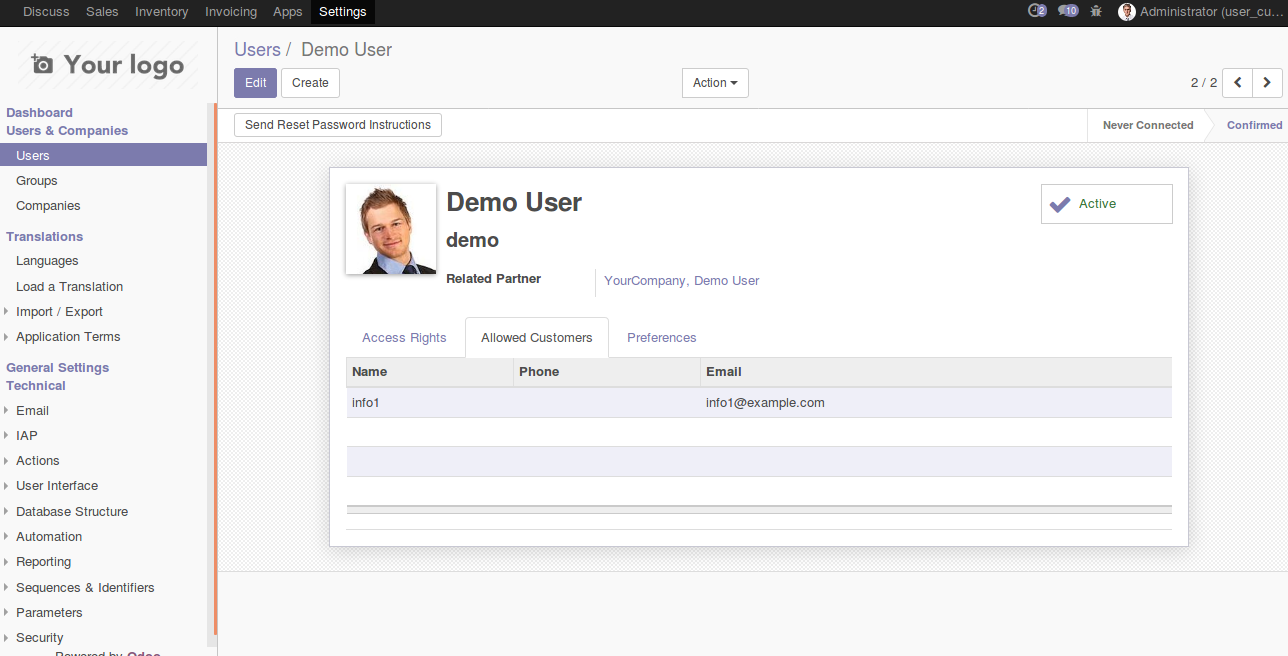 Discuss Sales Inventory Invoicing Apps Settings 2 10 Administrator (user_cu...
Your logo
Dashboard
Users & Companies
Users
Groups
Companies
Translations
Languages
Load a Translation
Import / Export
Application Terms
General Settings
Technical
Email
IAP
Actions
User Interface
Database Structure
Automation
Reporting
Sequences & Identifiers
Parameters
Security
Powered by Odoo
Users / Demo User
Edit Create Action 2 / 2
Send Reset Password Instructions Never Connected Confirmed
Demo User
Active
demo
Related Partner YourCompany, Demo User
Access Rights Allowed Customers Preferences
Name Phone Email
info1 info1@example.com